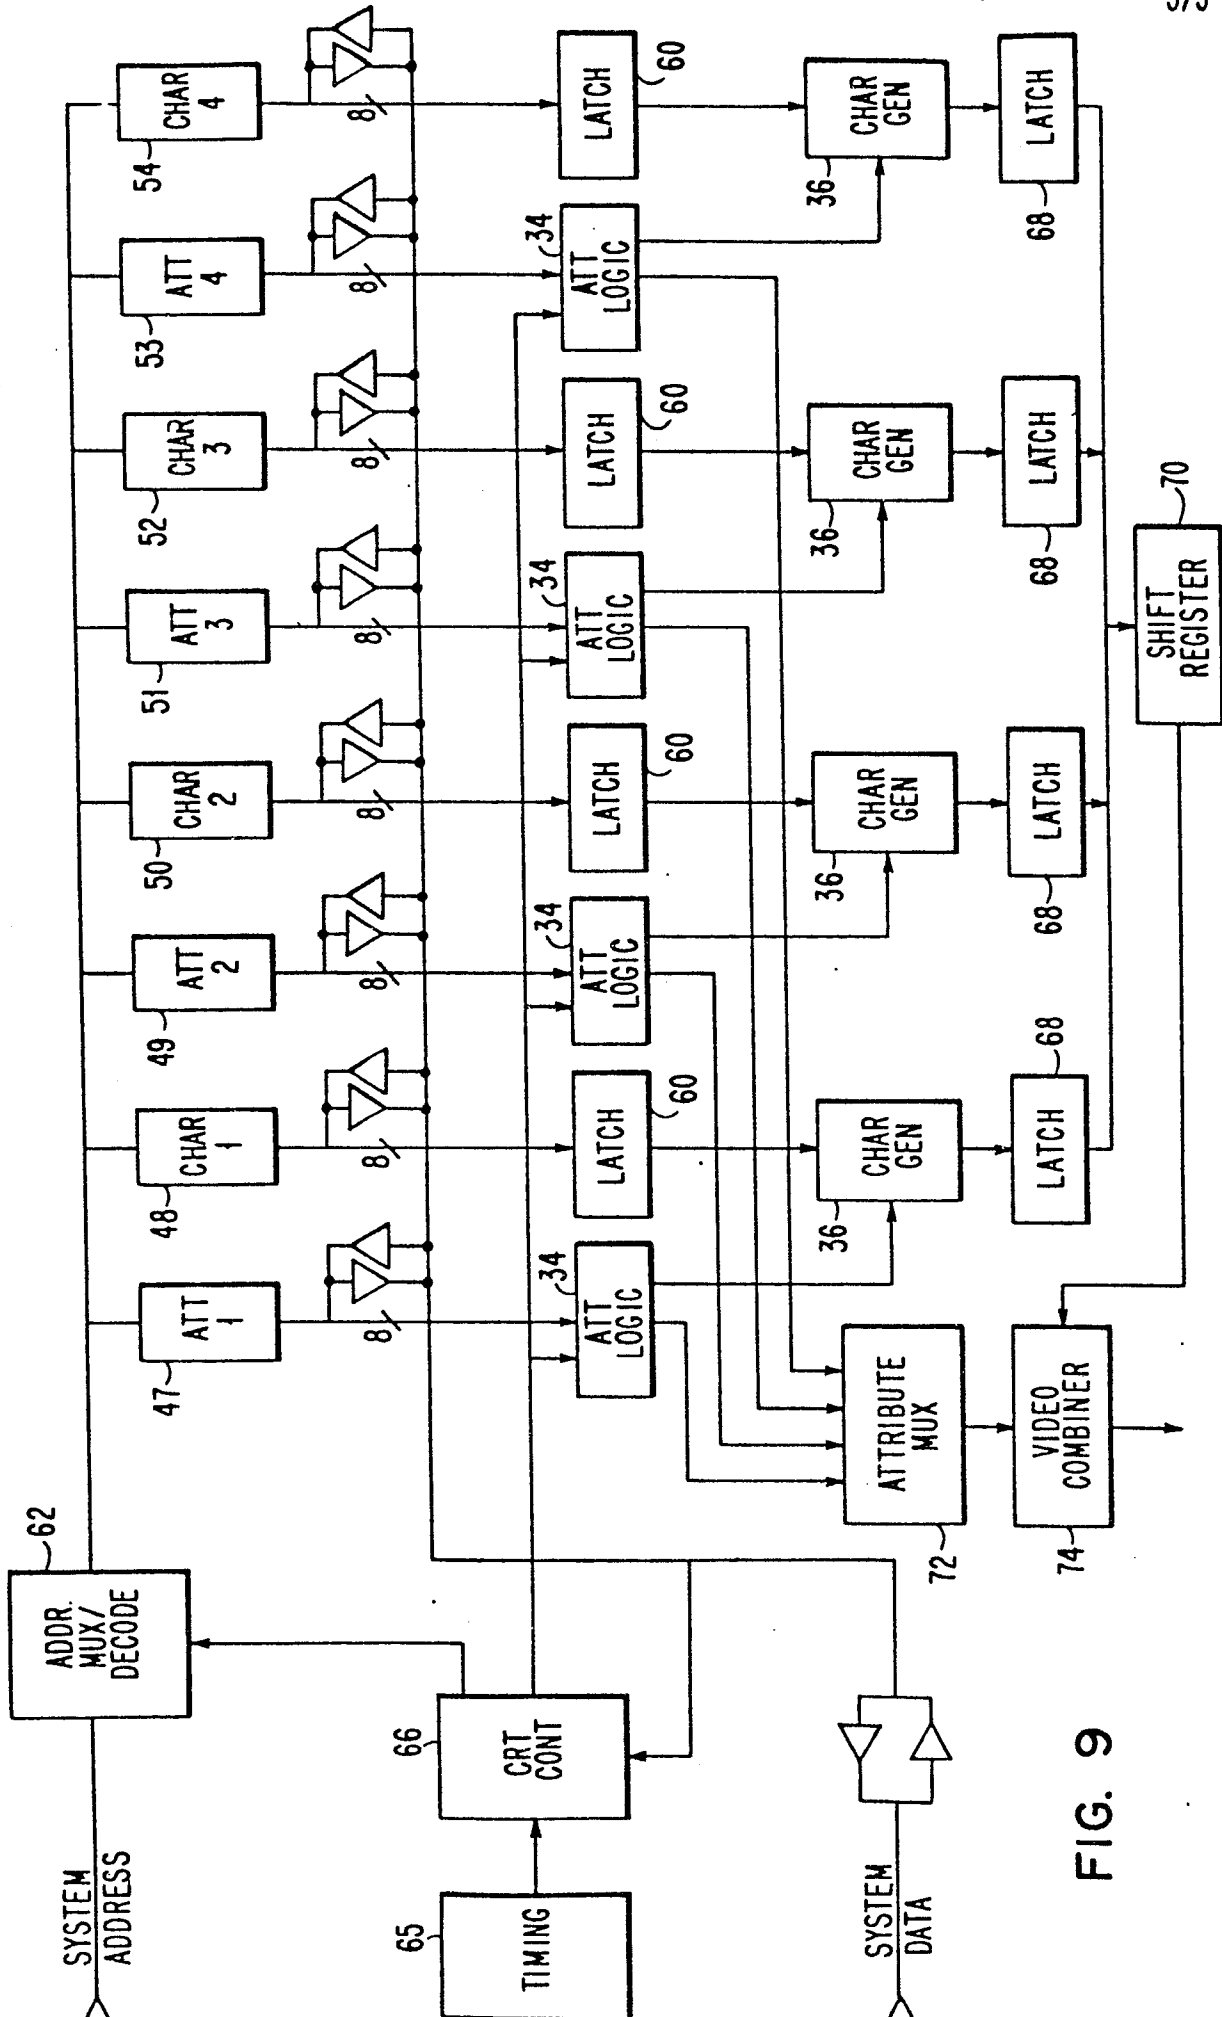 SYSTEM
ADDRESS
ADDR.
MUX/
DECODE
62
TIMING
65
CRT
CONT
66
SYSTEM
DATA
ATT
1
47
CHAR
1
48
ATT
2
49
CHAR
2
50
ATT
3
51
CHAR
3
52
ATT
4
53
CHAR
4
54
8
8
8
8
8
8
8
8
ATT
LOGIC
34
LATCH
60
ATT
LOGIC
34
LATCH
60
ATT
LOGIC
34
LATCH
60
ATT
LOGIC
34
LATCH
60
CHAR
GEN
36
CHAR
GEN
36
CHAR
GEN
36
CHAR
GEN
36
LATCH
68
LATCH
68
LATCH
68
LATCH
68
ATTRIBUTE
MUX
72
VIDEO
COMBINER
74
SHIFT
REGISTER
70
FIG. 9